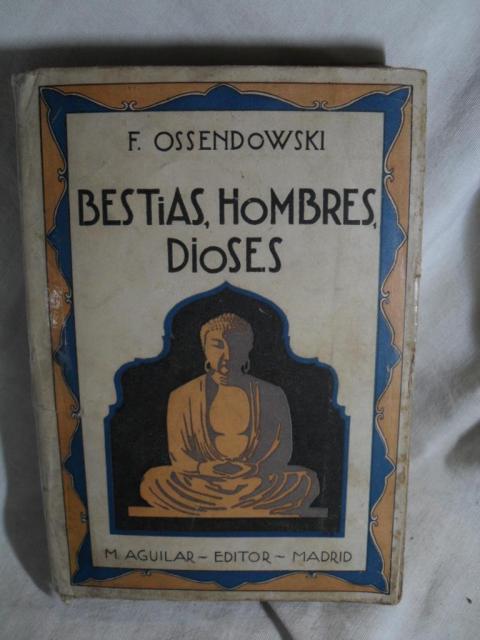 F. OSSENDOWSKI
BESTiAS, HoMBRES,
DioSES
M. AGUILAR ~ EDITOR ~ MADRID